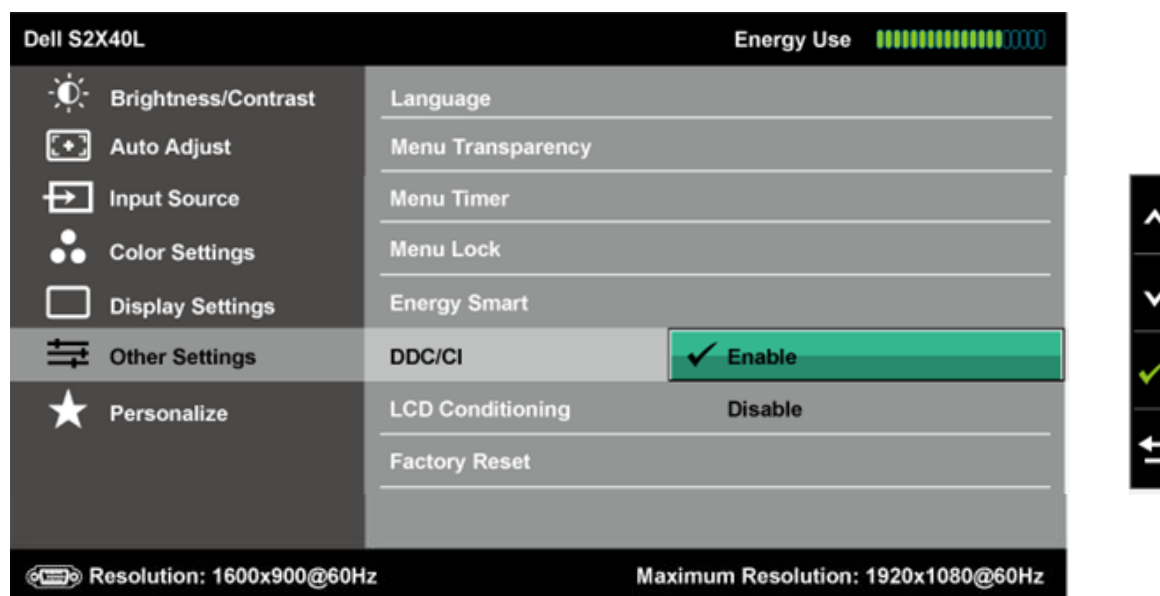 Dell S2X40L Energy Use
Brightness/Contrast Language
Auto Adjust Menu Transparency
Input Source Menu Timer
Color Settings Menu Lock
Display Settings Energy Smart
Other Settings DDC/CI Enable
Personalize LCD Conditioning Disable
Factory Reset
Resolution: 1600x900@60Hz Maximum Resolution: 1920x1080@60Hz